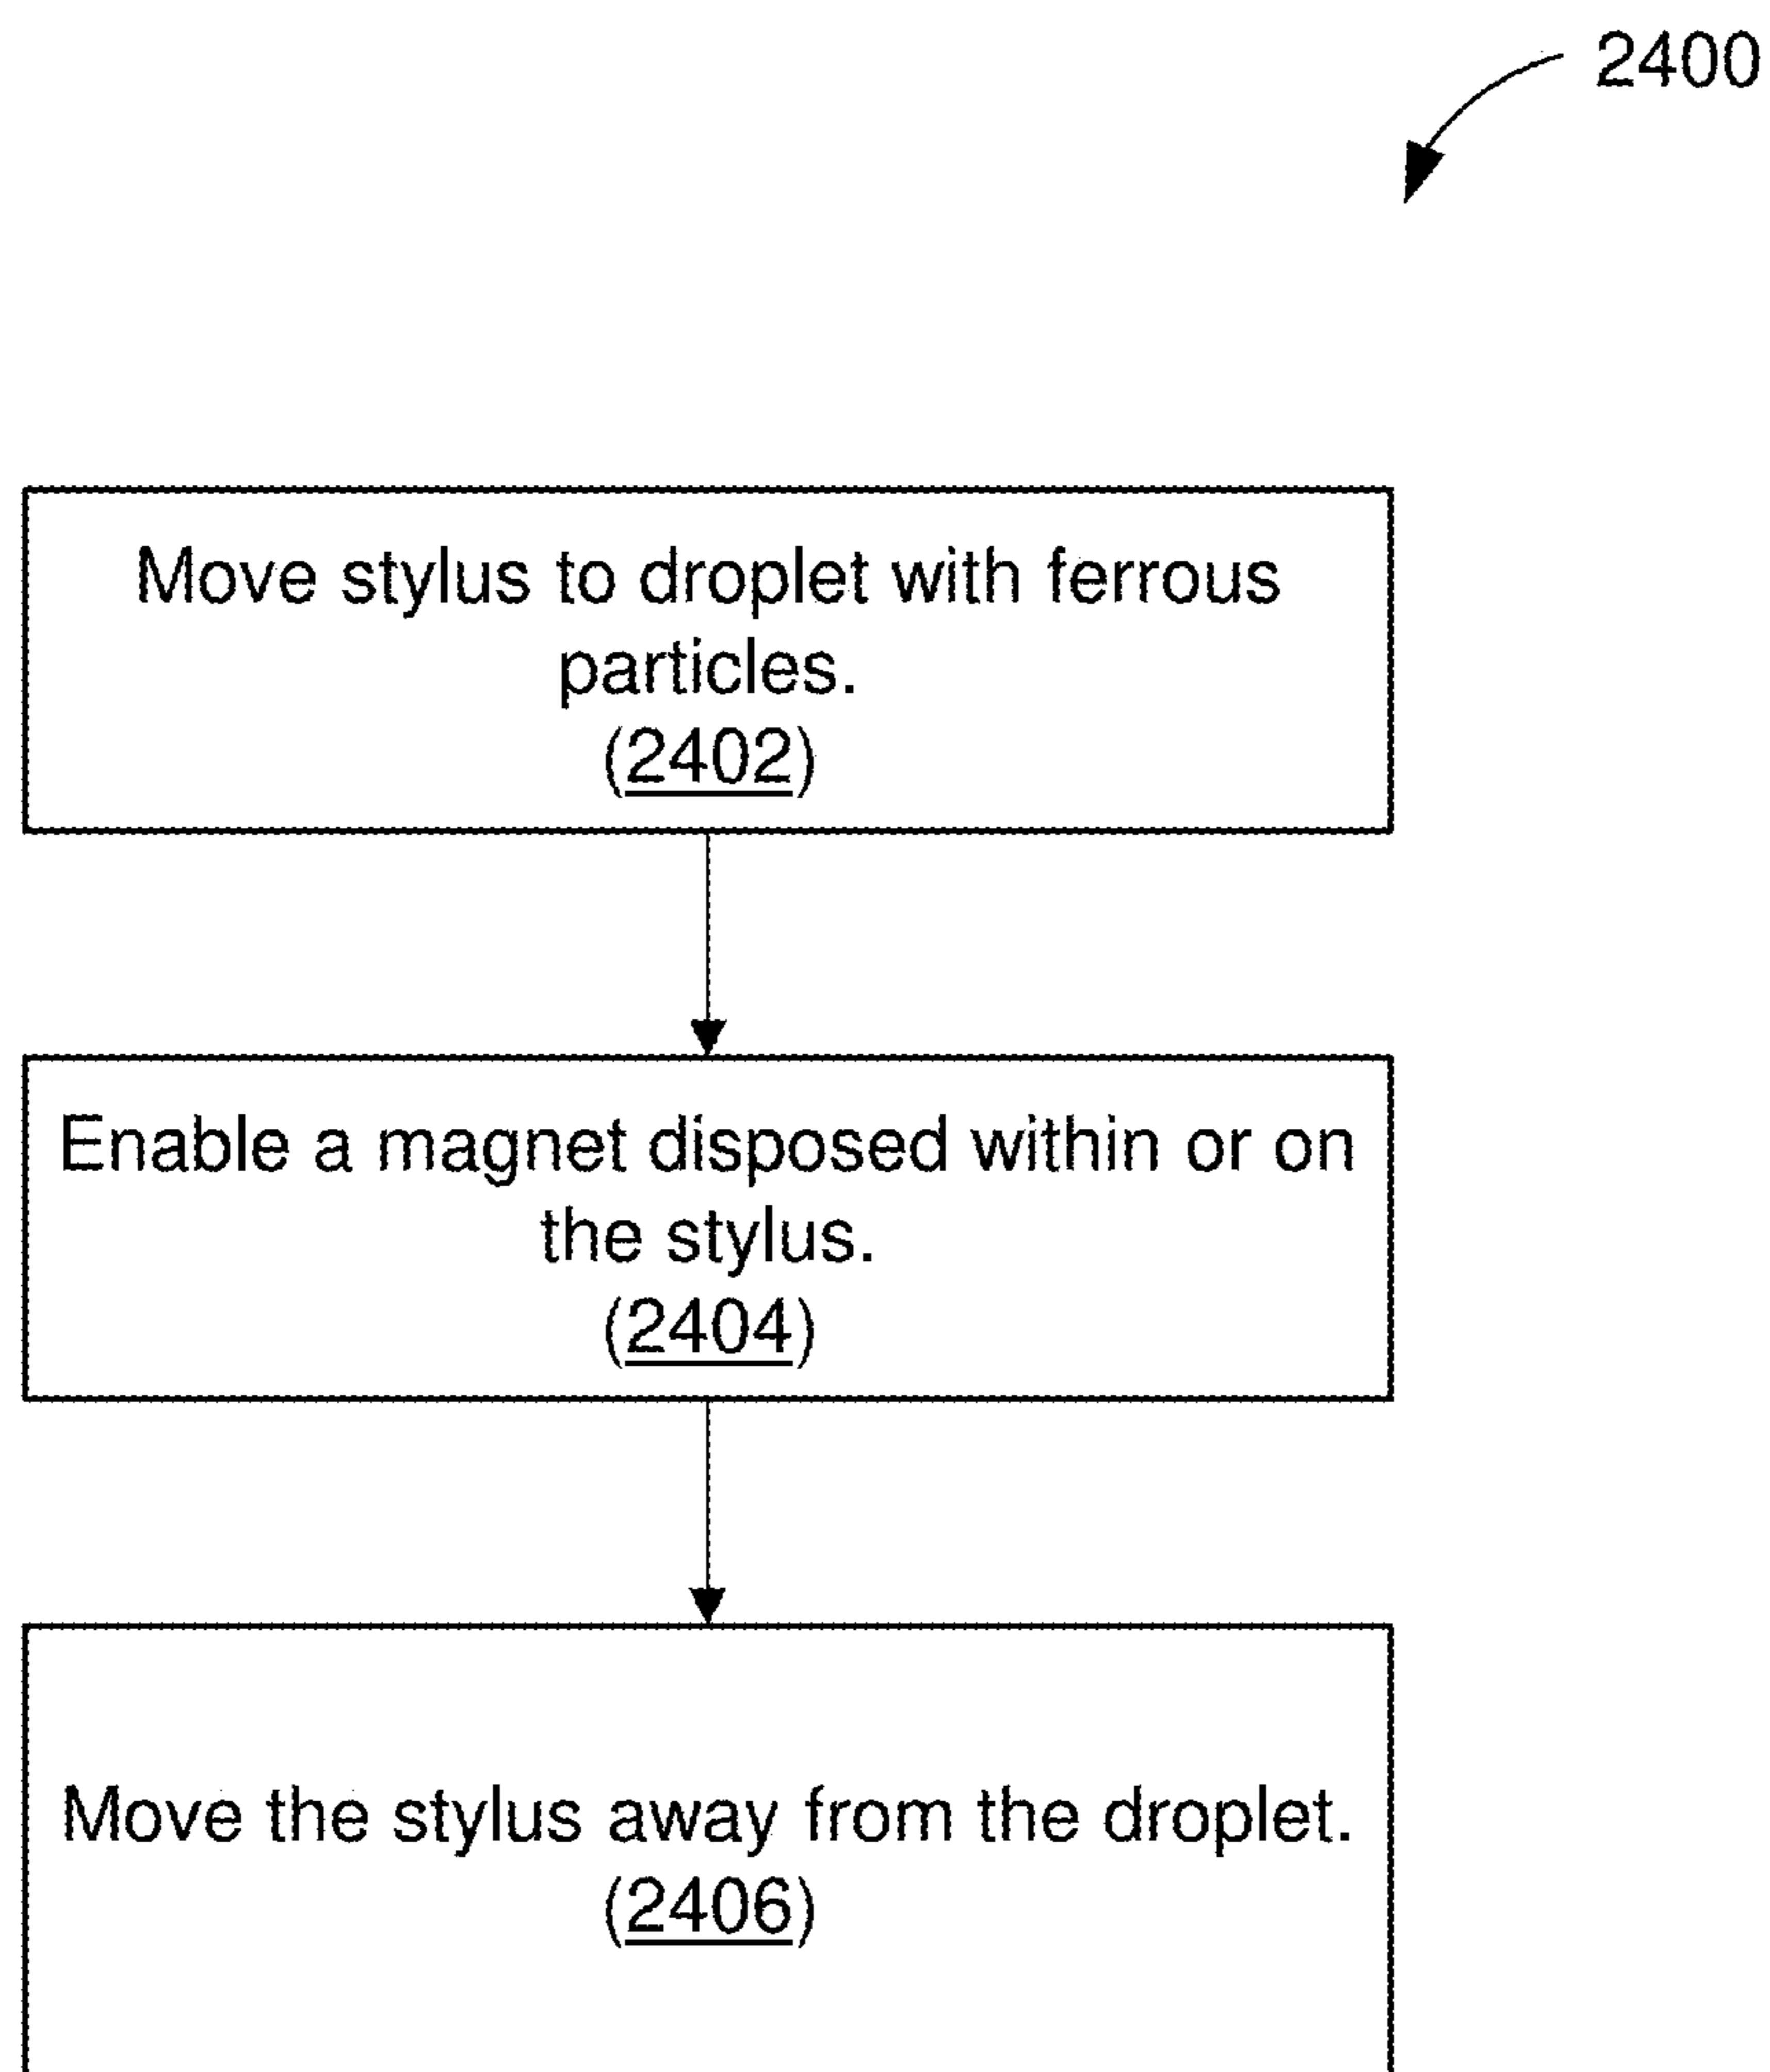 2400
Move stylus to droplet with ferrous
particles.
(2402)
Enable a magnet disposed within or on
the stylus.
(2404)
Move the stylus away from the droplet.
(2406)